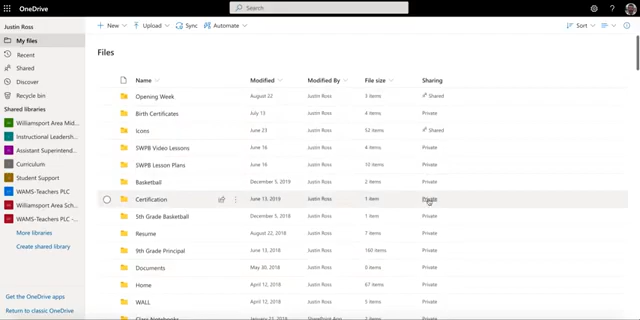 OneDrive
Search
Justin Ross
My files
Recent
Shared
Discover
Recycle bin
Shared libraries
Williamsport Area Mid...
Instructional Leadersh...
Assistant Superintend...
Curriculum
Student Support
WAMS-Teachers PLC
Williamsport Area Sch...
WAMS-Teachers PLC -...
More libraries
Create shared library
Get the OneDrive apps
Return to classic OneDrive
New Upload Sync Automate Sort
Files
Name Modified Modified By File size Sharing
Opening Week August 22 Justin Ross 3 items Shared
Birth Certificates July 13 Justin Ross 4 items Private
Icons June 23 Justin Ross 52 items Shared
SWPB Video Lessons June 16 Justin Ross 4 items Private
SWPB Lesson Plans June 16 Justin Ross 10 items Private
Basketball December 5, 2019 Justin Ross 2 items Private
Certification June 13, 2019 Justin Ross 1 item Private
5th Grade Basketball December 5, 2018 Justin Ross 1 item Private
Resume August 22, 2018 Justin Ross 7 items Private
9th Grade Principal June 13, 2018 Justin Ross 160 items Private
Documents May 30, 2018 Justin Ross items Private
Home April 12, 2018 Justin Ross 67 items Private
WALL April 12, 2018 Justin Ross 5 items Private
Class Notebooks